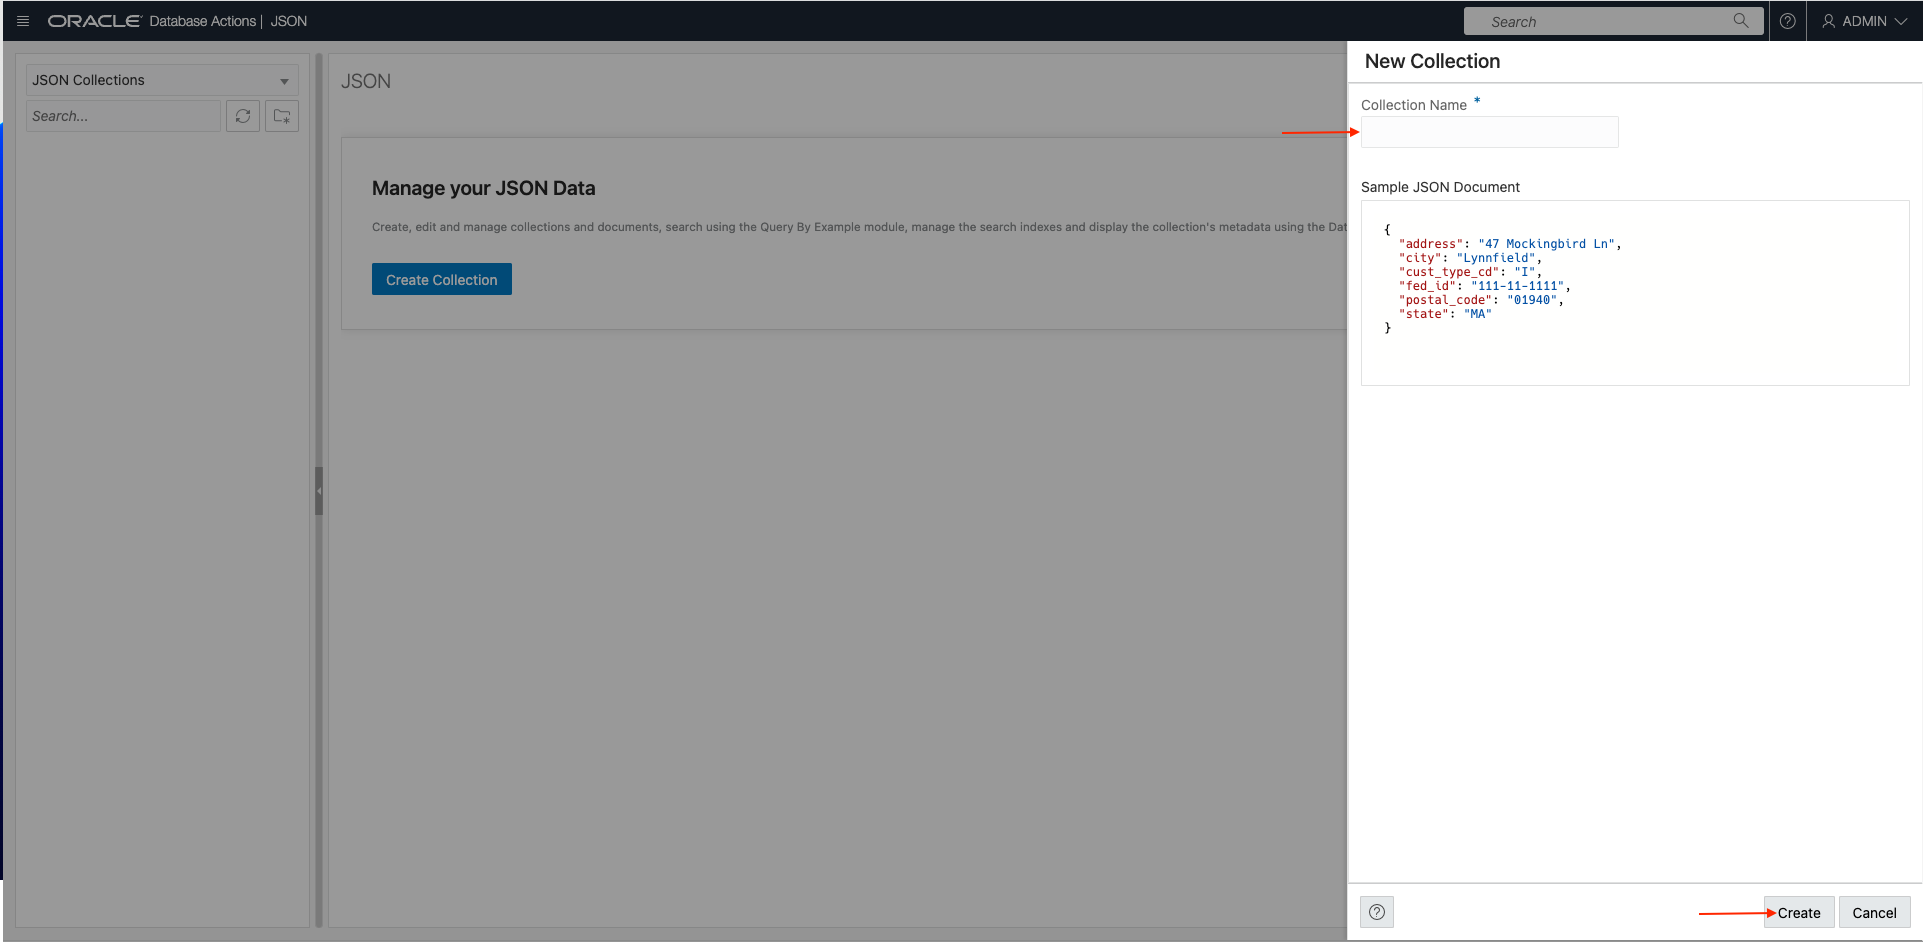 ORACLE Database Actions | JSON
Search
ADMIN
JSON Collections
Search...
JSON
Manage your JSON Data
Create, edit and manage collections and documents, search using the Query By Example module, manage the search indexes and display the collection's metadata using the Dat
Create Collection
New Collection
Collection Name *
Sample JSON Document
{
"address": "47 Mockingbird Ln",
"city": "Lynnfield",
"cust_type_cd": "I",
"fed_id": "111-11-1111",
"postal_code": "01940",
"state": "MA"
}
Create
Cancel